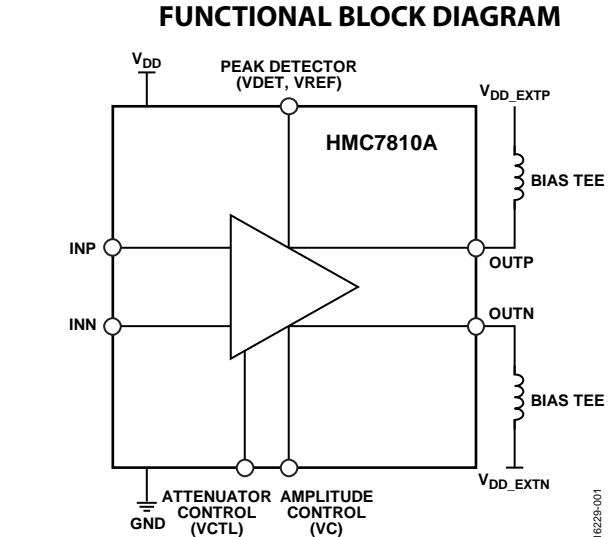 FUNCTIONAL BLOCK DIAGRAM
VDD
PEAK DETECTOR
(VDET, VREF)
VDD_EXTP
HMC7810A
BIAS TEE
INP
OUTP
INN
OUTN
BIAS TEE
VDD_EXTN
GND
ATTENUATOR
CONTROL
(VCTL)
AMPLITUDE
CONTROL
(VC)
16229-001